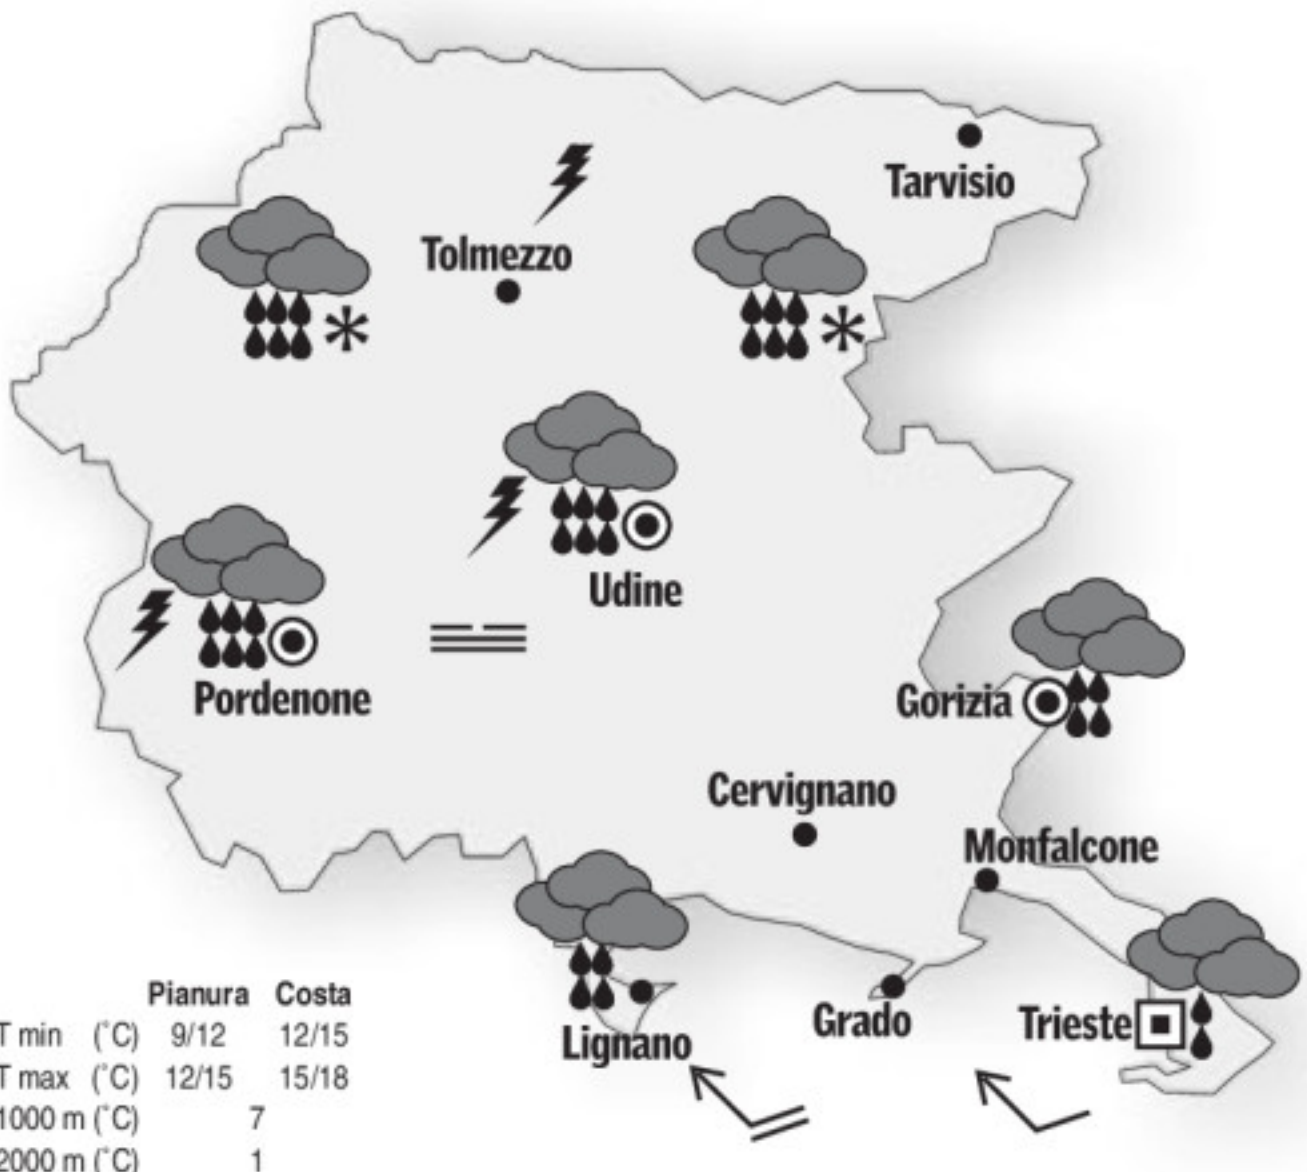 Tarvisio
Tolmezzo
Udine
Pordenone
Gorizia
Cervignano
Monfalcone
Lignano
Grado
Trieste
Pianura Costa
T min (°C) 9/12 12/15
T max (°C) 12/15 15/18
1000 m (°C) 7
2000 m (°C) 1